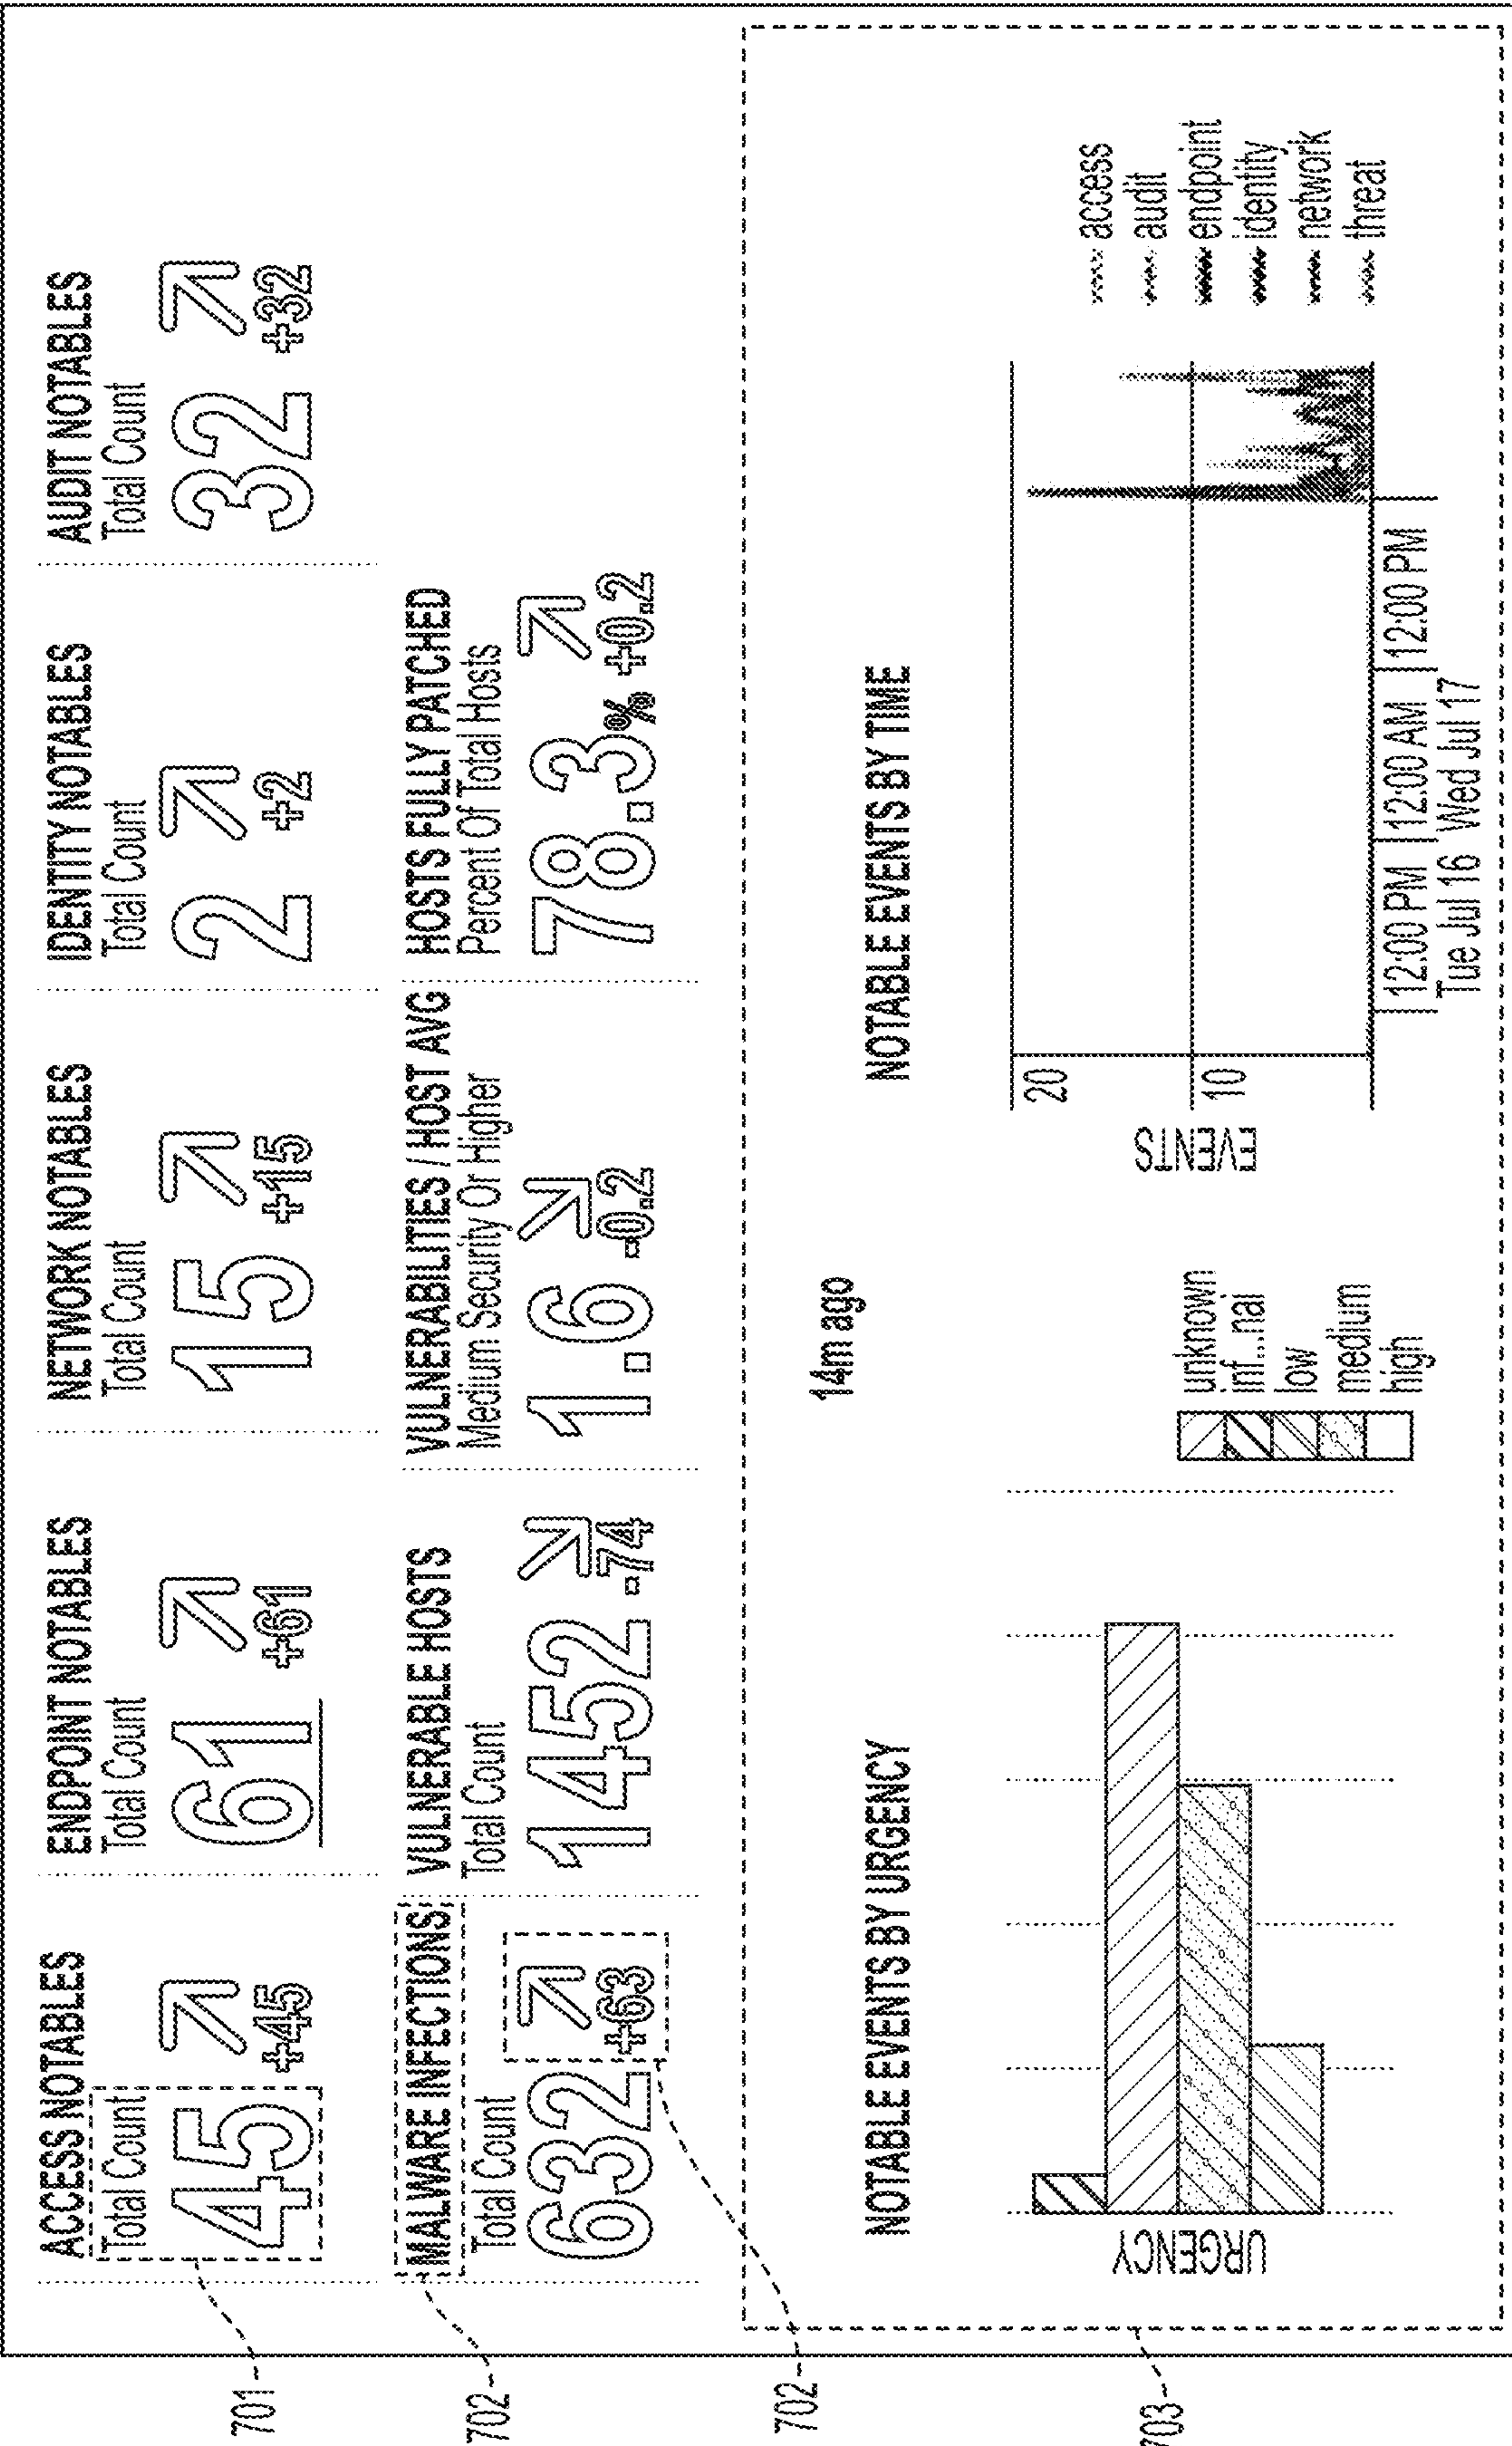 ACCESS NOTABLES
Total Count
45
+45
ENDPOINT NOTABLES
Total Count
61
+61
NETWORK NOTABLES
Total Count
15
+15
IDENTITY NOTABLES
Total Count
2
+2
AUDIT NOTABLES
Total Count
32
+32
MALWARE INFECTIONS
Total Count
632
+63
VULNERABLE HOSTS
Total Count
1452
-74
VULNERABILITIES / HOST AVG
Medium Security Or Higher
1.6
-0.2
HOSTS FULLY PATCHED
Percent Of Total Hosts
78.3%
+0.2
701
702
702
703
14m ago
NOTABLE EVENTS BY URGENCY
URGENCY
unknown
inf...nal
low
medium
high
NOTABLE EVENTS BY TIME
EVENTS
20
10
12:00 PM
Tue Jul 16
12:00 AM
Wed Jul 17
12:00 PM
access
audit
endpoint
identity
network
threat